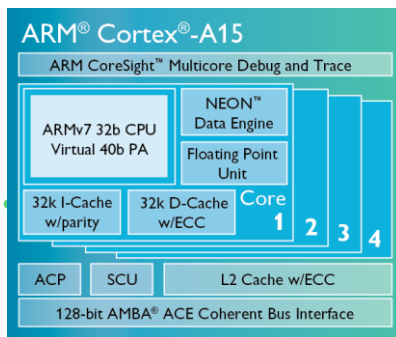 ARM® Cortex®-A15
ARM CoreSight™ Multicore Debug and Trace
ARMv7 32b CPU
Virtual 40b PA
NEON™
Data Engine
Floating Point
Unit
32k I-Cache
w/parity
32k D-Cache
w/ECC
Core
1
2
3
4
ACP
SCU
L2 Cache w/ECC
128-bit AMBA® ACE Coherent Bus Interface